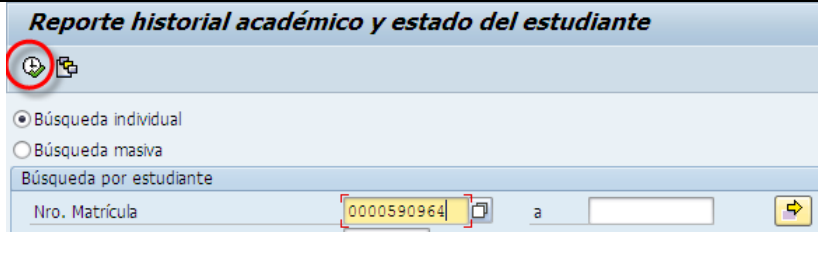 Reporte historial académico y estado del estudiante
Búsqueda individual
Búsqueda masiva
Búsqueda por estudiante
Nro. Matrícula 0000590964 a